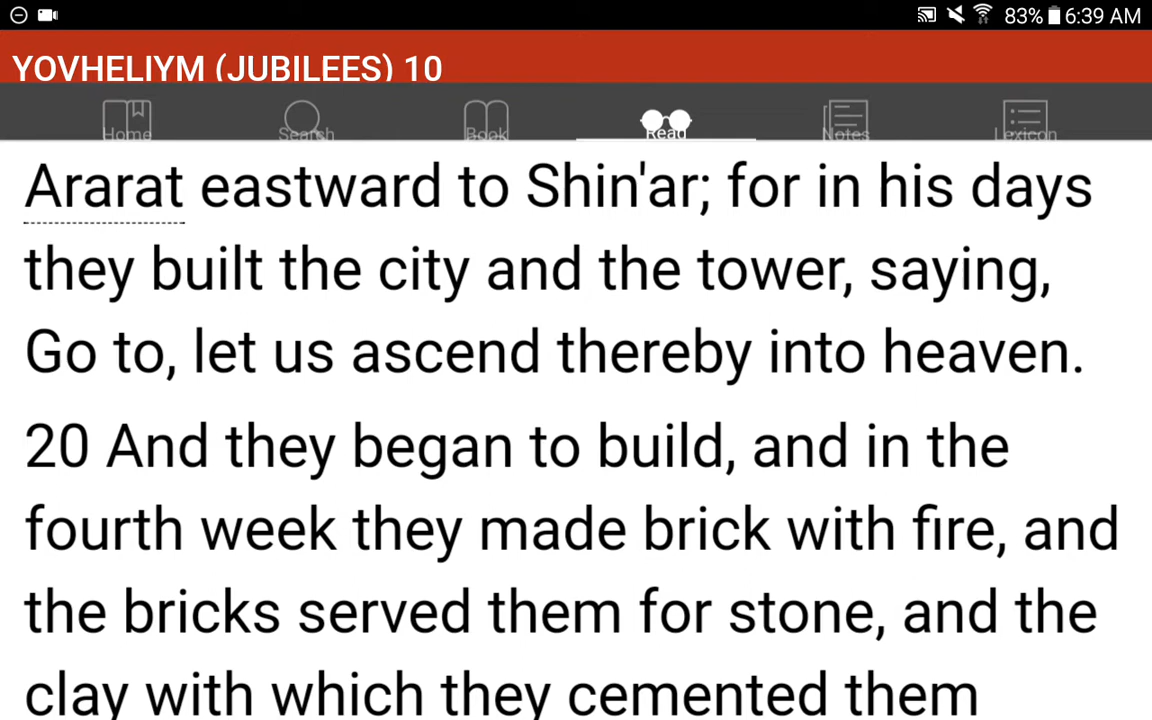 83% 6:39 AM
YOVHELIYM (JUBILEES) 10
Home Search Book Read Notes Lexicon
Ararat eastward to Shin'ar; for in his days
they built the city and the tower, saying,
Go to, let us ascend thereby into heaven.
20 And they began to build, and in the
fourth week they made brick with fire, and
the bricks served them for stone, and the
clay with which they cemented them